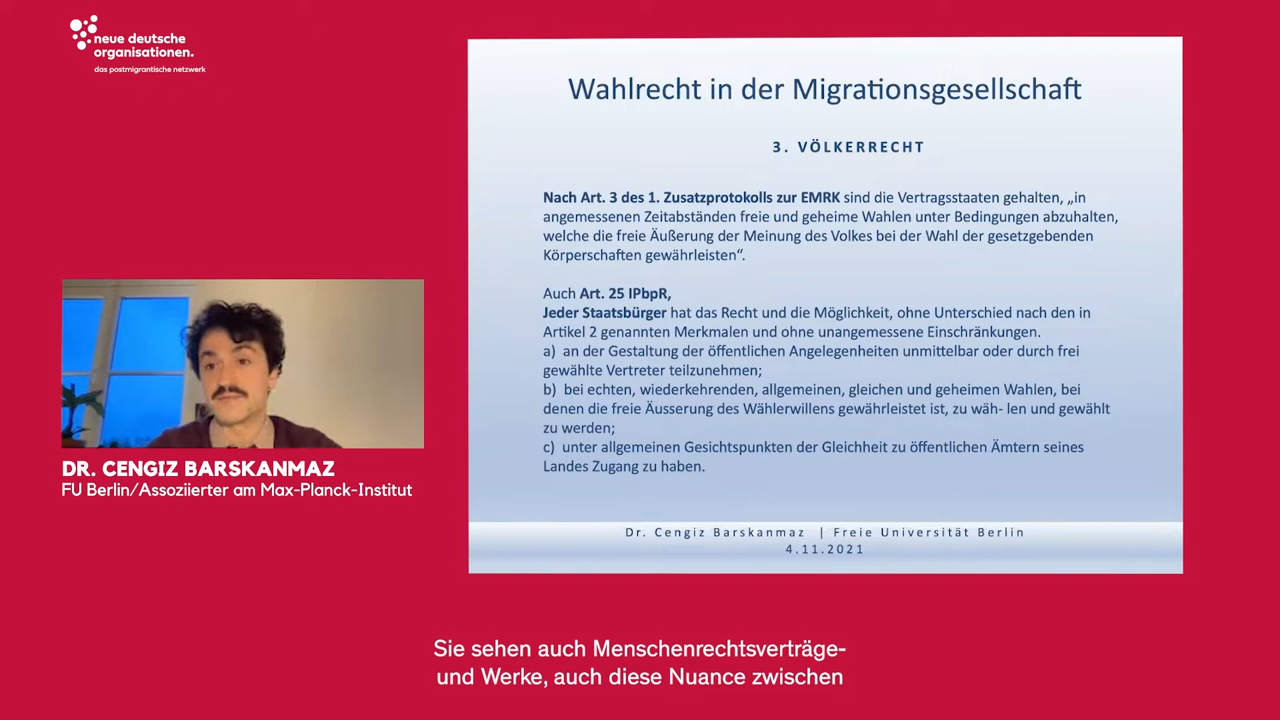 neue deutsche
organisationen.
das postmigrantische netzwerk
Wahlrecht in der Migrationsgesellschaft
3. VÖLKERRECHT
Nach Art. 3 des 1. Zusatzprotokolls zur EMRK sind die Vertragsstaaten gehalten, „in
angemessenen Zeitabständen freie und geheime Wahlen unter Bedingungen abzuhalten,
welche die freie Äußerung der Meinung des Volkes bei der Wahl der gesetzgebenden
Körperschaften gewährleisten“.
Auch Art. 25 IPbpR,
Jeder Staatsbürger hat das Recht und die Möglichkeit, ohne Unterschied nach den in
Artikel 2 genannten Merkmalen und ohne unangemessene Einschränkungen.
a) an der Gestaltung der öffentlichen Angelegenheiten unmittelbar oder durch frei
gewählte Vertreter teilzunehmen;
b) bei echten, wiederkehrenden, allgemeinen, gleichen und geheimen Wahlen, bei
denen die freie Äusserung des Wählerwillens gewährleistet ist, zu wäh- len und gewählt
zu werden;
c) unter allgemeinen Gesichtspunkten der Gleichheit zu öffentlichen Ämtern seines
Landes Zugang zu haben.
Dr. Cengiz Barskanmaz | Freie Universität Berlin
4.11.2021
DR. CENGIZ BARSKANMAZ
FU Berlin/Assoziierter am Max-Planck-Institut
Sie sehen auch Menschenrechtsverträge-
und Werke, auch diese Nuance zwischen